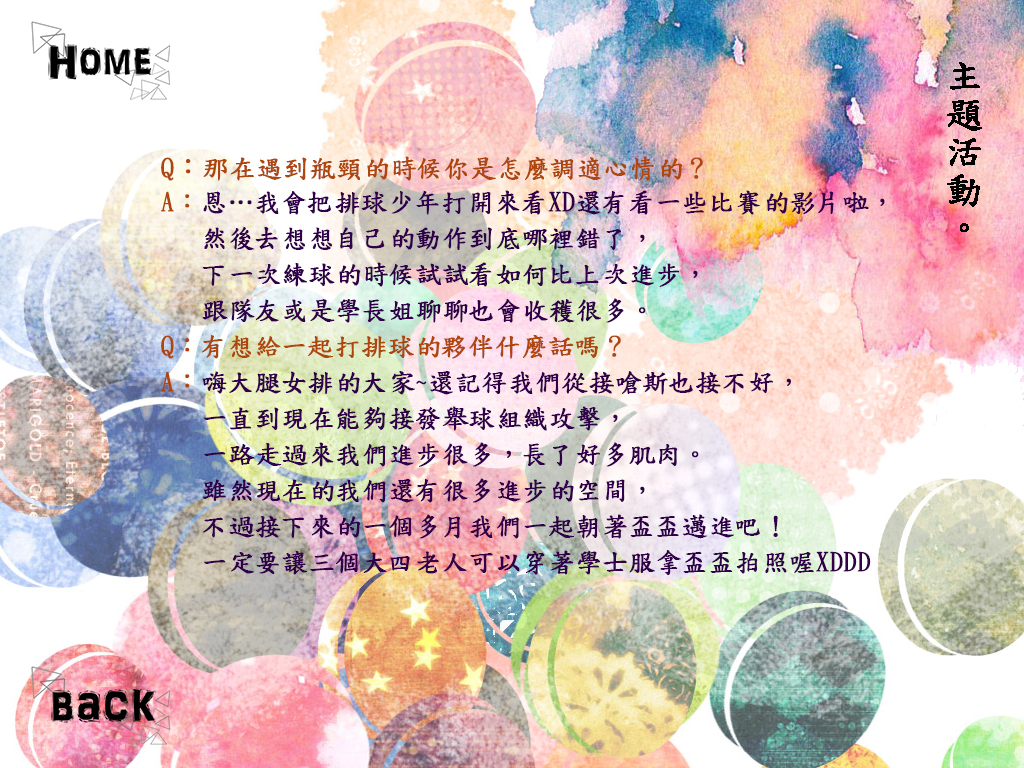 HOME
主題活動。
Q：那在遇到瓶頸的時候你是怎麼調適心情的？
A：恩…我會把排球少年打開來看XD還有看一些比賽的影片啦，
然後去想想自己的動作到底哪裡錯了，
下一次練球的時候試試看如何比上次進步，
跟隊友或是學長姐聊聊也會收穫很多。
Q：有想給一起打排球的夥伴什麼話嗎？
A：嗨大腿女排的大家~還記得我們從接嗆斯也接不好，
一直到現在能夠接發舉球組織攻擊，
一路走過來我們進步很多，長了好多肌肉。
雖然現在的我們還有很多進步的空間，
不過接下來的一個多月我們一起朝著盃盃邁進吧！
一定要讓三個大四老人可以穿著學士服拿盃盃拍照喔XDDD
BACK